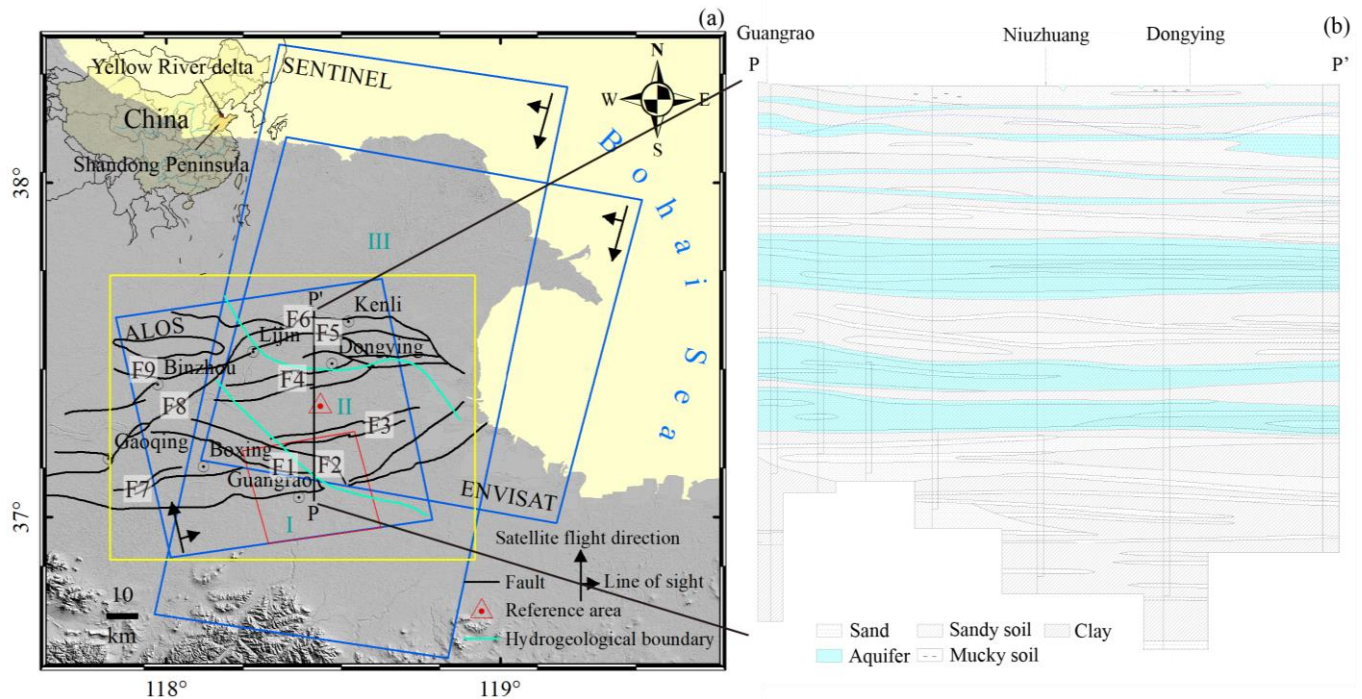 (a)
SENTINEL
Yellow River delta
China
Shandong Peninsula
N
W
E
S
Bohai Sea
38°
37°
III
ALOS
P'
Kenli
F6
F5
Lijin
Dongying
F9
Binzhou
F4
F8
II
F3
Gaoqing
Boxing
F1
F2
Guangrao
F7
ENVISAT
P
I
Satellite flight direction
Line of sight
Fault
Reference area
Hydrogeological boundary
10
km
118°
119°
(b)
Guangrao
Niuzhuang
Dongying
P
P’
Sand
Sandy soil
Clay
Aquifer
Mucky soil